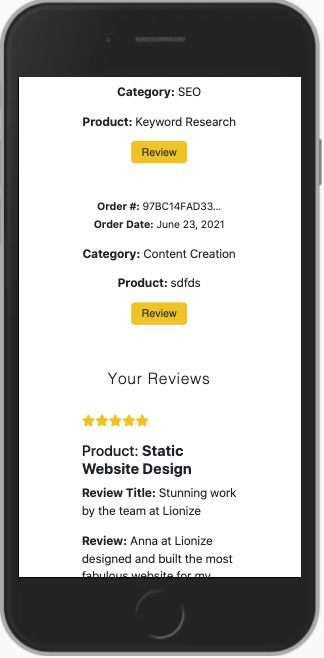 Category: SEO
Product: Keyword Research
Review
Order #: 97BC14FAD33...
Order Date: June 23, 2021
Category: Content Creation
Product: sdfds
Review
Your Reviews
Product: Static
Website Design
Review Title: Stunning work
by the team at Lionize
Review: Anna at Lionize
designed and built the most
fabulous website for my